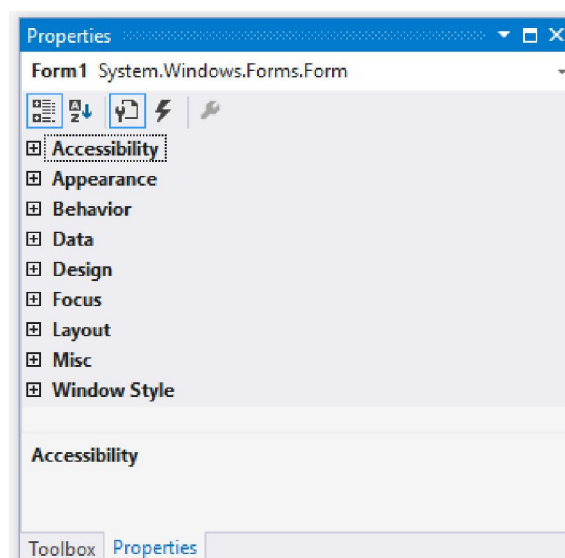 Properties
Form1 System.Windows.Forms.Form
A
Z
Accessibility
Appearance
Behavior
Data
Design
Focus
Layout
Misc
Window Style
Accessibility
Toolbox Properties